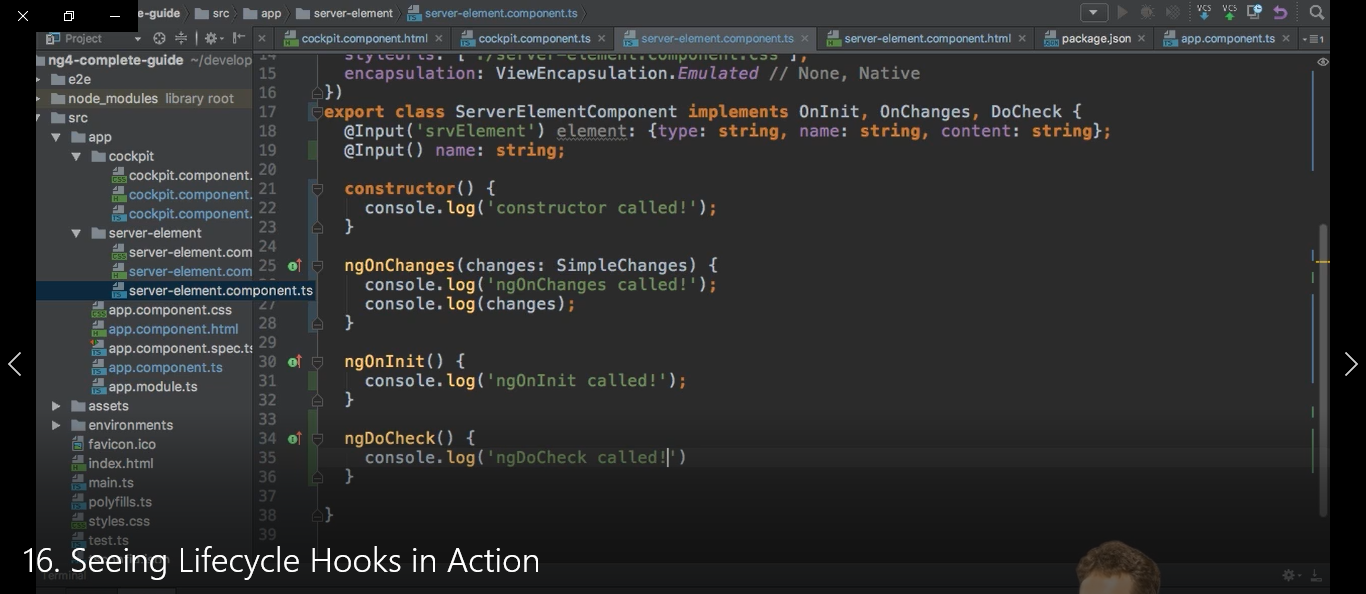 e-guide src app server-element server-element.component.ts
VCS VCS
Project
cockpit.component.html cockpit.component.ts server-element.component.ts server-element.component.html package.json app.component.ts
ng4-complete-guide ~/develop
e2e
node_modules library root
src
app
cockpit
cockpit.component.
cockpit.component.
cockpit.component.
server-element
server-element.com
server-element.com
server-element.component.ts
app.component.css
app.component.html
app.component.spec.ts
app.component.ts
app.module.ts
assets
environments
favicon.ico
index.html
main.ts
polyfills.ts
styles.css
test.ts
Terminal
14 styleUrls: ['./server-element.component.css'],
15 encapsulation: ViewEncapsulation.Emulated // None, Native
16 })
17 export class ServerElementComponent implements OnInit, OnChanges, DoCheck {
18 @Input('srvElement') element: {type: string, name: string, content: string};
19 @Input() name: string;
20
21 constructor() {
22 console.log('constructor called!');
23 }
24
25 ngOnChanges(changes: SimpleChanges) {
console.log('ngOnChanges called!');
27 console.log(changes);
28 }
29
30 ngOnInit() {
31 console.log('ngOnInit called!');
32 }
33
34 ngDoCheck() {
35 console.log('ngDoCheck called!')
36 }
37
38 }
39
16. Seeing Lifecycle Hooks in Action